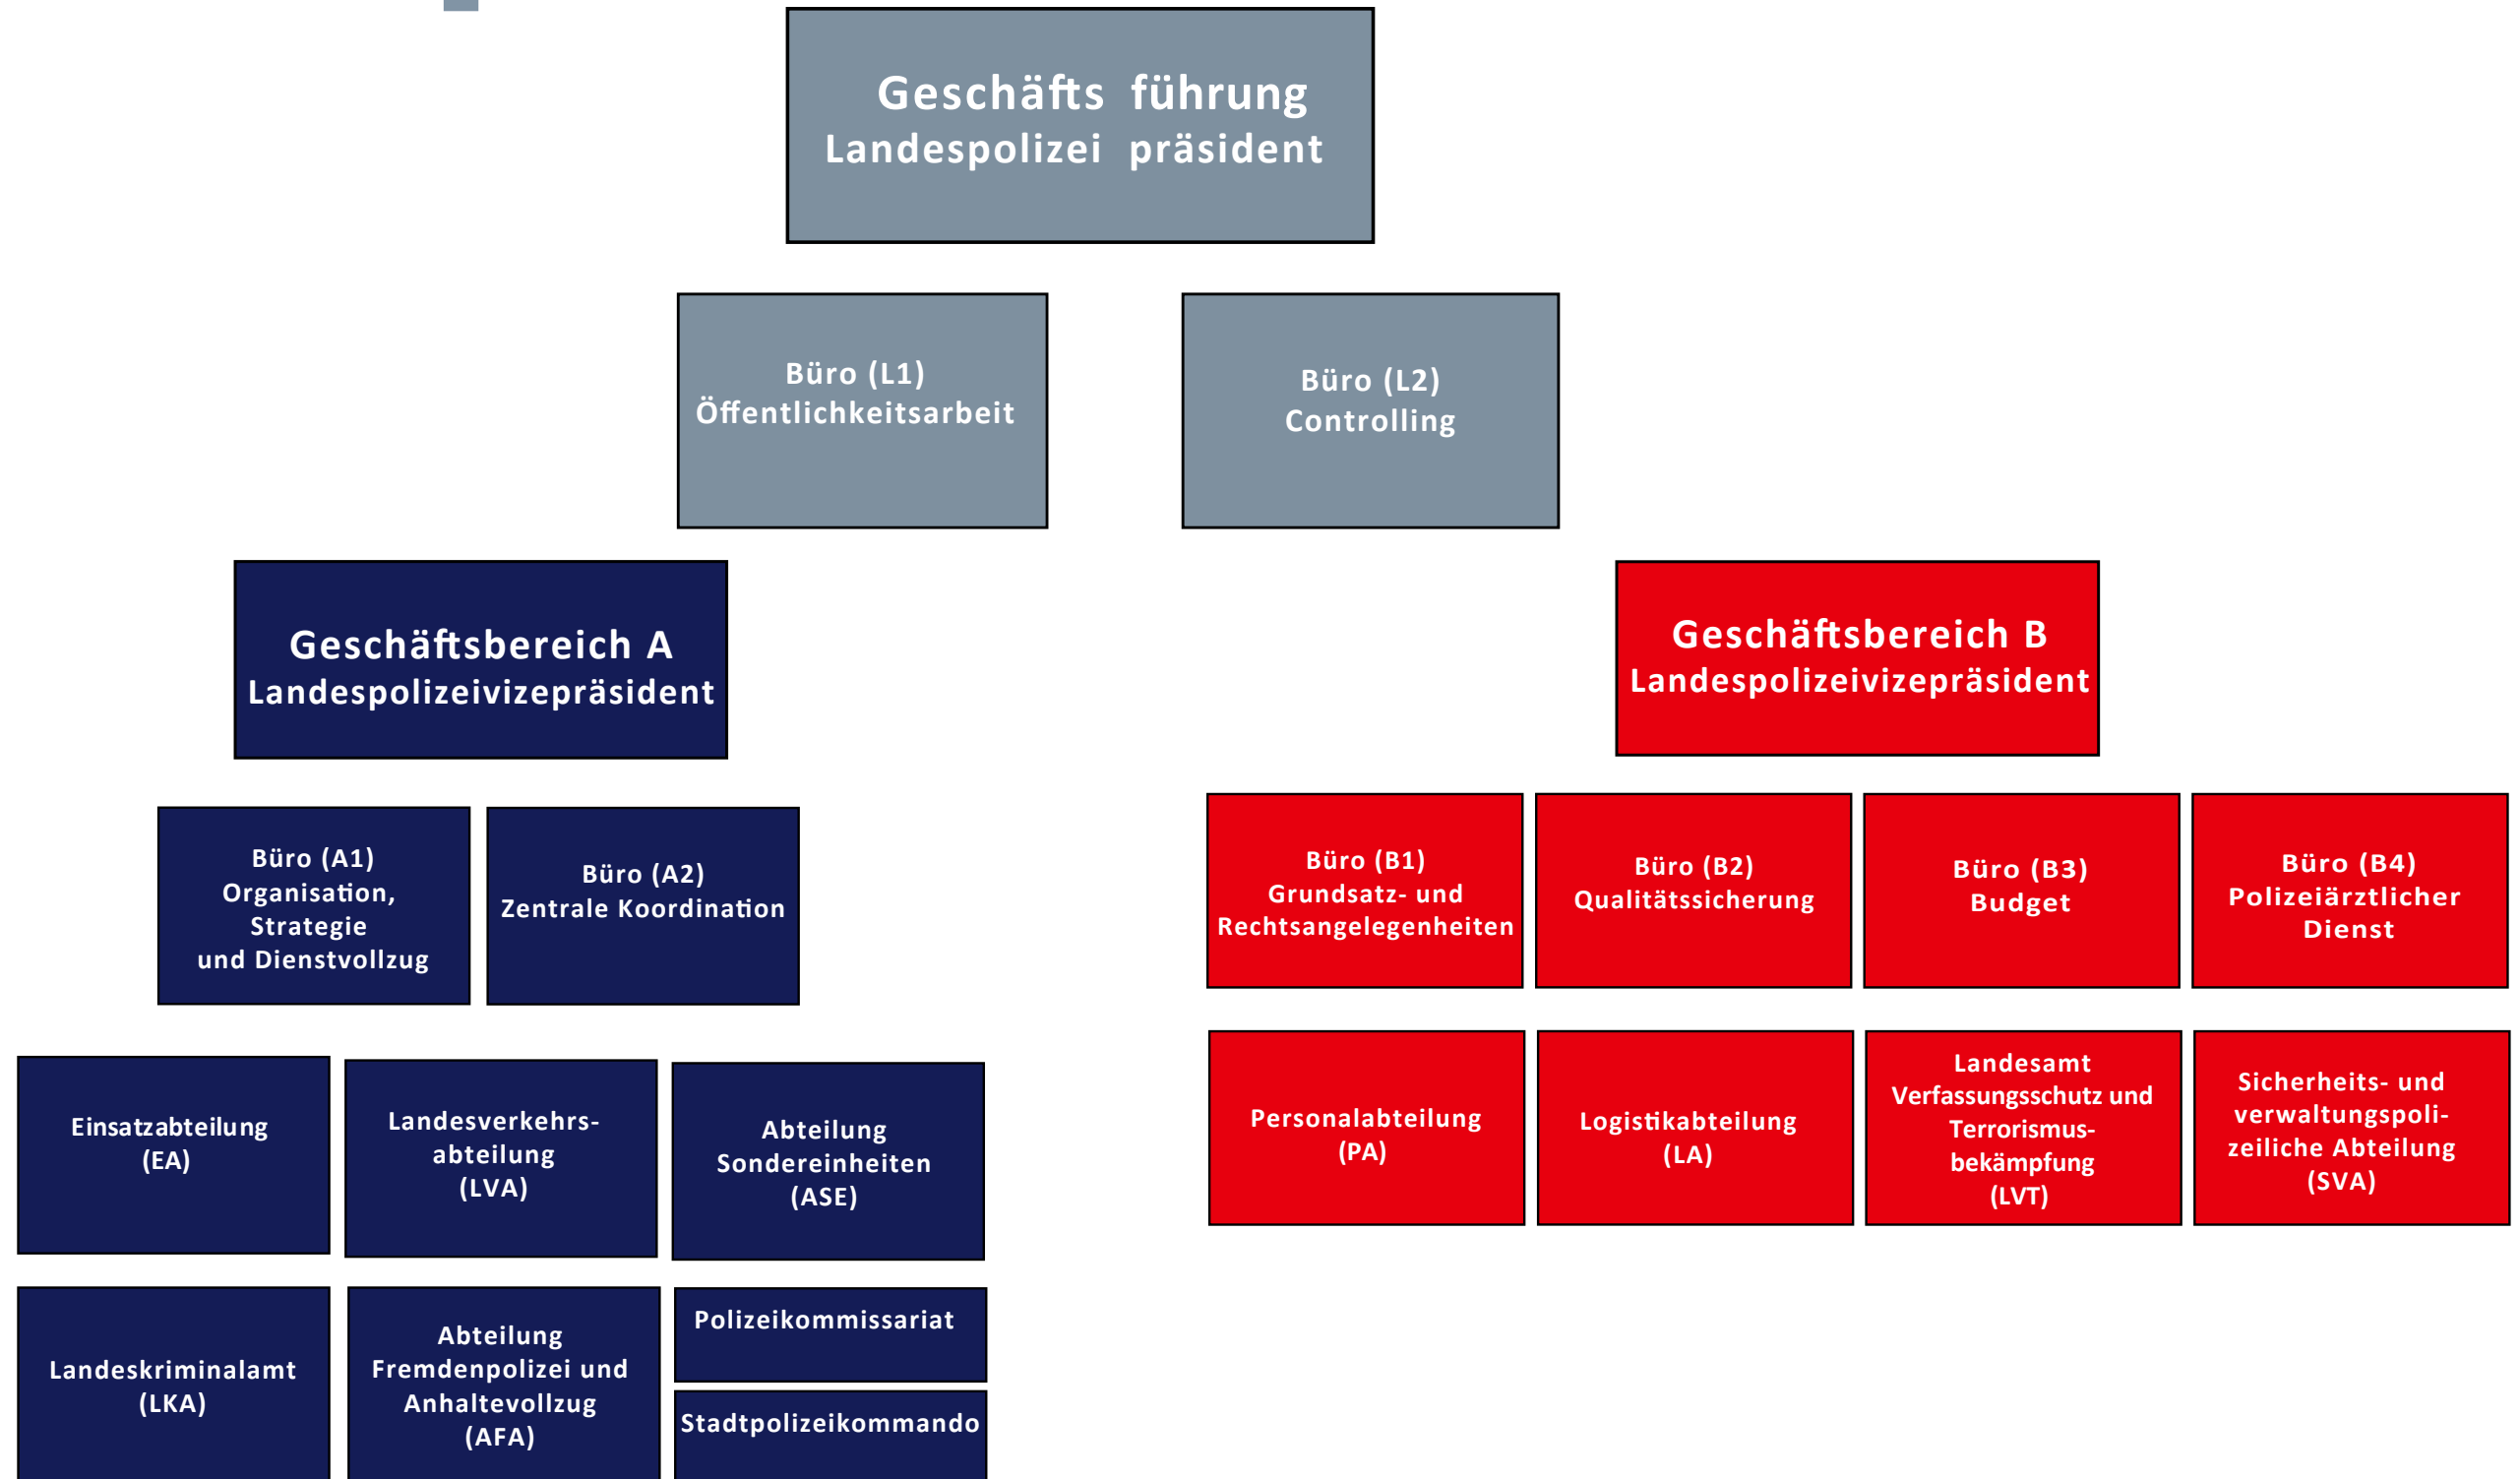 Geschäfts führung
Landespolizei präsident
Büro (L1)
Öffentlichkeitsarbeit
Büro (L2)
Controlling
Geschäftsbereich A
Landespolizeivizepräsident
Geschäftsbereich B
Landespolizeivizepräsident
Büro (A1)
Organisation,
Strategie
und Dienstvollzug
Büro (A2)
Zentrale Koordination
Büro (B1)
Grundsatz- und
Rechtsangelegenheiten
Büro (B2)
Qualitätssicherung
Büro (B3)
Budget
Büro (B4)
Polizeiärztlicher
Dienst
Einsatzabteilung
(EA)
Landesverkehrs-
abteilung
(LVA)
Abteilung
Sondereinheiten
(ASE)
Personalabteilung
(PA)
Logistikabteilung
(LA)
Landesamt
Verfassungsschutz und
Terrorismus-
bekämpfung
(LVT)
Sicherheits- und
verwaltungspoli-
zeiliche Abteilung
(SVA)
Landeskriminalamt
(LKA)
Abteilung
Fremdenpolizei und
Anhaltevollzug
(AFA)
Polizeikommissariat
Stadtpolizeikommando